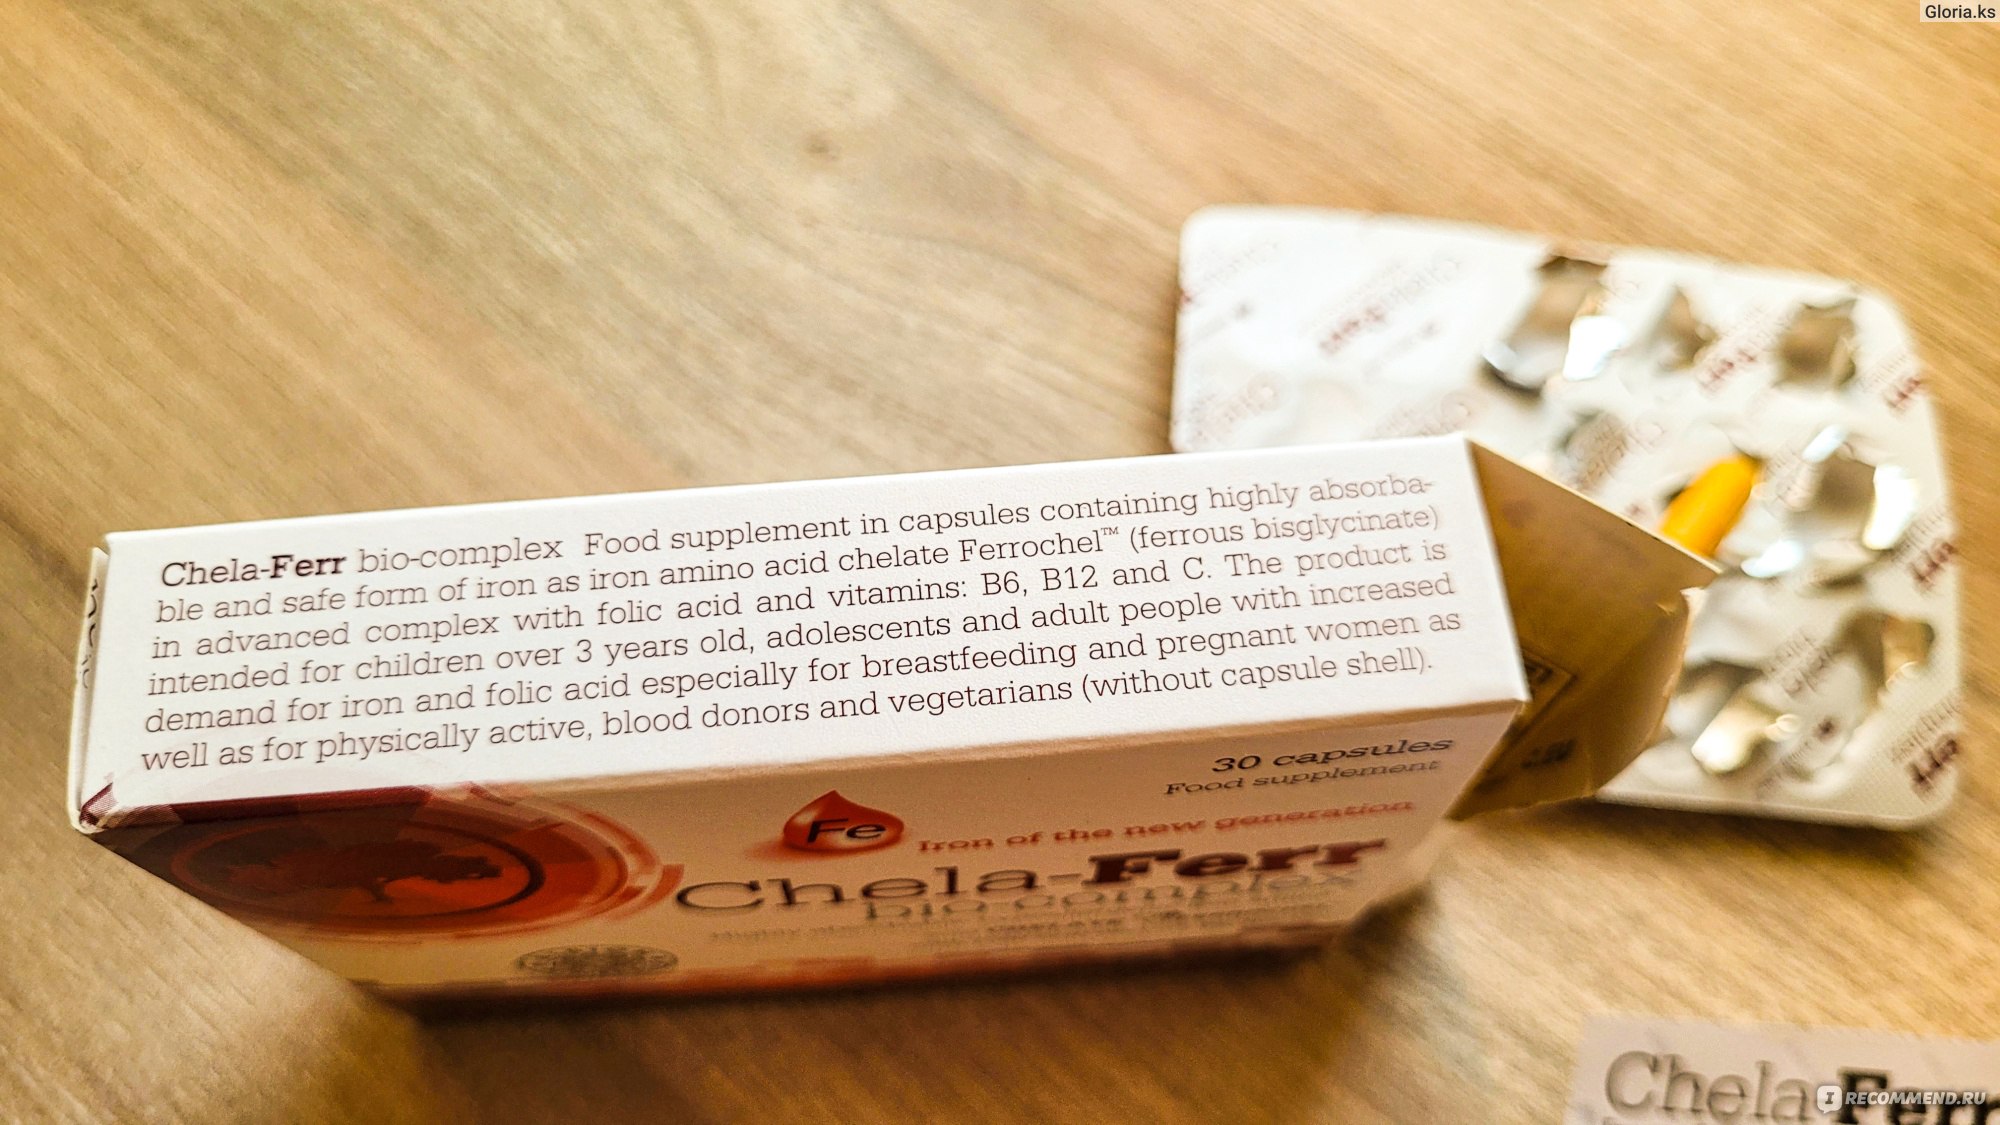 Gloria.ks
Chela-Ferr bio-complex Food supplement in capsules containing highly absorba-
ble and safe form of iron as iron amino acid chelate Ferrochel™ (ferrous bisglycinate)
in advanced complex with folic acid and vitamins: B6, B12 and C. The product is
intended for children over 3 years old, adolescents and adult people with increased
demand for iron and folic acid especially for breastfeeding and pregnant women as
well as for physically active, blood donors and vegetarians (without capsule shell).
30 capsules
Food supplement
Fe
Iron of the new generation
Chela-Ferr
bio-complex
Chela-Ferr
I RECOMMEND.RU